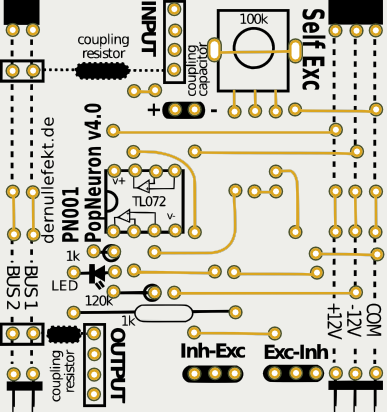 INPUT
100k
Self Exc
coupling
resistor
coupling
capacitor
+ -
dernullefekt.de
PN001
PopNeuron v4.0
v+
TL072
v-
1k
LED
120k
1k
BUS 2
BUS 1
+12V
-12V
COM
coupling
resistor
OUTPUT
Inh-Exc
Exc-Inh